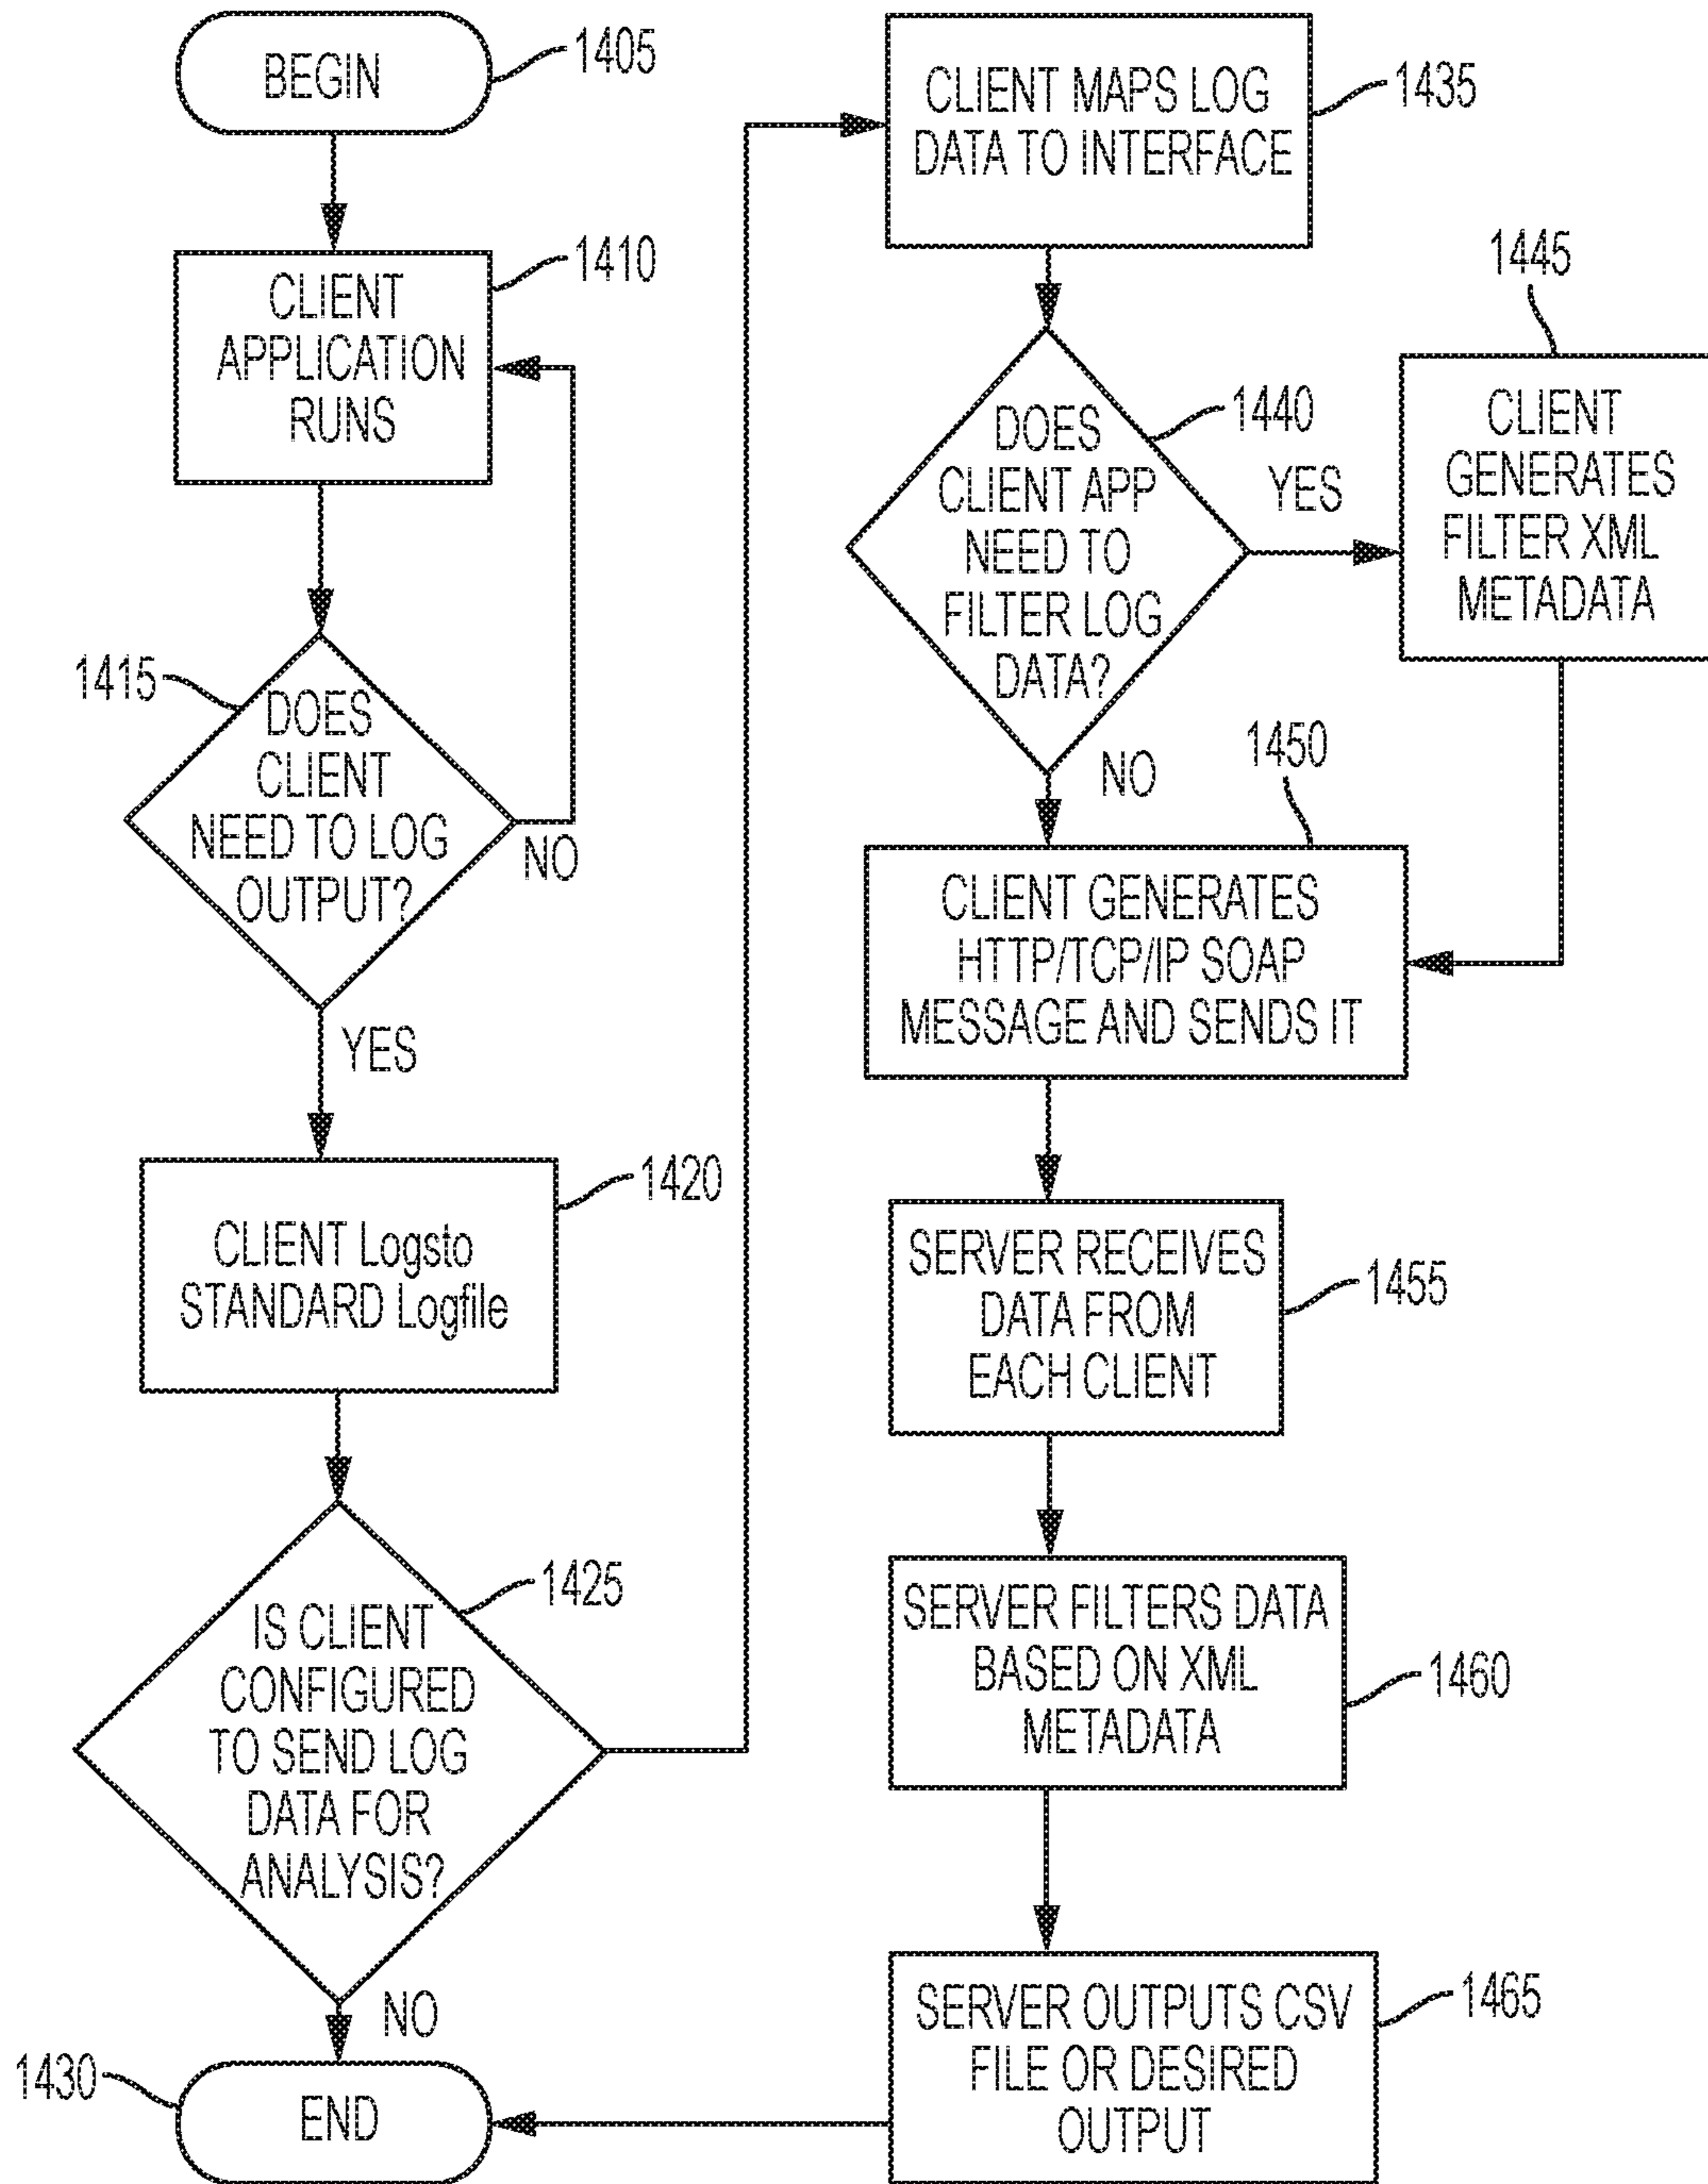 BEGIN
1405
CLIENT
APPLICATION
RUNS
1410
1415
DOES
CLIENT
NEED TO LOG
OUTPUT?
NO
YES
CLIENT Logsto
STANDARD Logfile
1420
IS CLIENT
CONFIGURED
TO SEND LOG
DATA FOR
ANALYSIS?
1425
NO
1430
END
CLIENT MAPS LOG
DATA TO INTERFACE
1435
DOES
CLIENT APP
NEED TO
FILTER LOG
DATA?
1440
YES
NO
1445
CLIENT
GENERATES
FILTER XML
METADATA
1450
CLIENT GENERATES
HTTP/TCP/IP SOAP
MESSAGE AND SENDS IT
SERVER RECEIVES
DATA FROM
EACH CLIENT
1455
SERVER FILTERS DATA
BASED ON XML
METADATA
1460
SERVER OUTPUTS CSV
FILE OR DESIRED
OUTPUT
1465